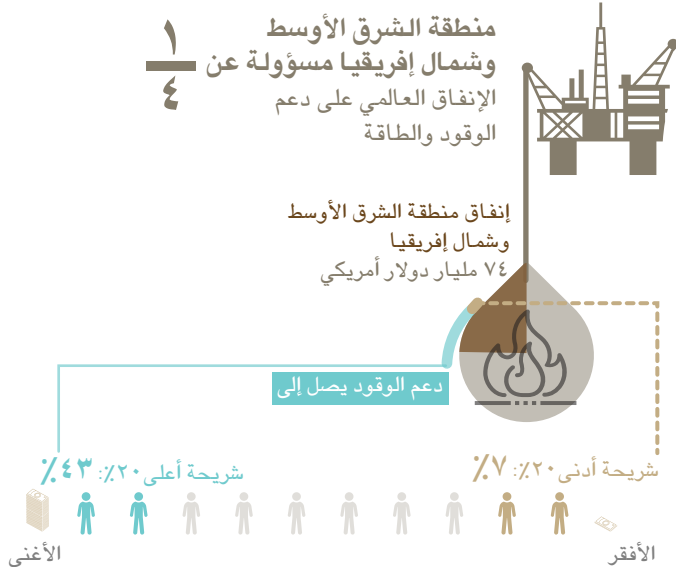 منطقة الشرق الأوسط
وشمال إفريقيا مسؤولة عن
١
٤
الإنفاق العالمي على دعم
الوقود والطاقة
إنفاق منطقة الشرق الأوسط
وشمال إفريقيا
٧٤ مليار دولار أمريكي
دعم الوقود يصل إلى
شريحة أدنى ٢٠٪: ٧٪
شريحة أعلى ٢٠٪: ٤٣٪
الأفقر
الأغنى